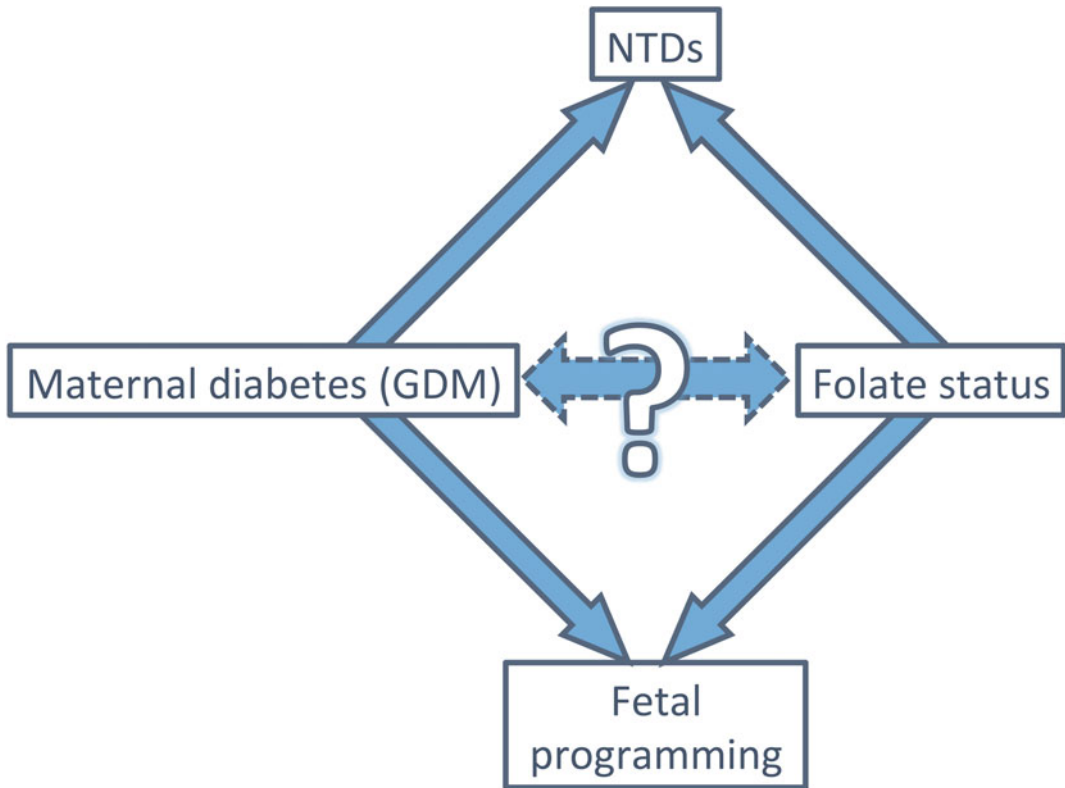 NTDs
Maternal diabetes (GDM)
?
Folate status
Fetal
programming